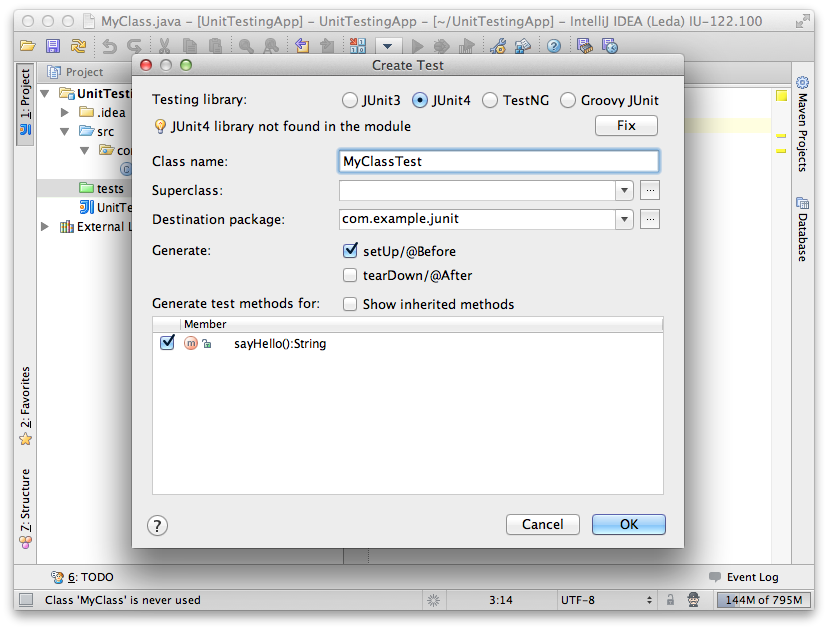 MyClass.java – [UnitTestingApp] – UnitTestingApp – [~/UnitTestingApp] – IntelliJ IDEA (Leda) IU-122.100
Project
1: Project
UnitTesti
.idea
src
co
tests
UnitTe
External L
2: Favorites
7: Structure
Create Test
Testing library:
JUnit3
JUnit4
TestNG
Groovy JUnit
JUnit4 library not found in the module
Fix
Class name:
MyClassTest
Superclass:
...
Destination package:
com.example.junit
...
Generate:
setUp/@Before
tearDown/@After
Generate test methods for:
Show inherited methods
Member
m
sayHello():String
?
Cancel
OK
Maven Projects
Database
6: TODO
Event Log
Class 'MyClass' is never used
3:14
UTF-8
144M of 795M